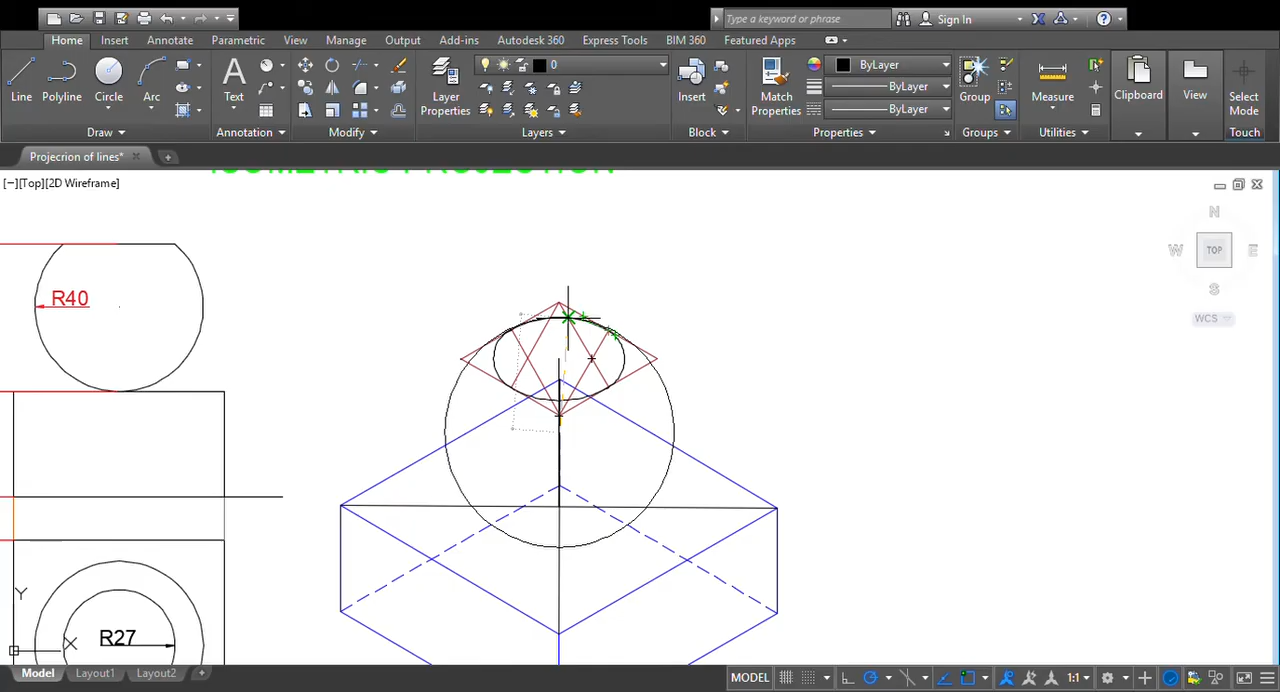 Type a keyword or phrase
Sign In
Home Insert Annotate Parametric View Manage Output Add-ins Autodesk 360 Express Tools BIM 360 Featured Apps
0
ByLayer
ByLayer
ByLayer
Line Polyline Circle Arc Text Layer Properties Insert Match Properties Group Measure Clipboard View Select Mode
Draw Annotation Modify Layers Block Properties Groups Utilities Touch
Projecrion of lines*
ISOMETRIC PROJECTION
[−][Top][2D Wireframe]
N
W TOP E
S
WCS
R40
Y
R27
X
Model Layout1 Layout2
MODEL
1:1